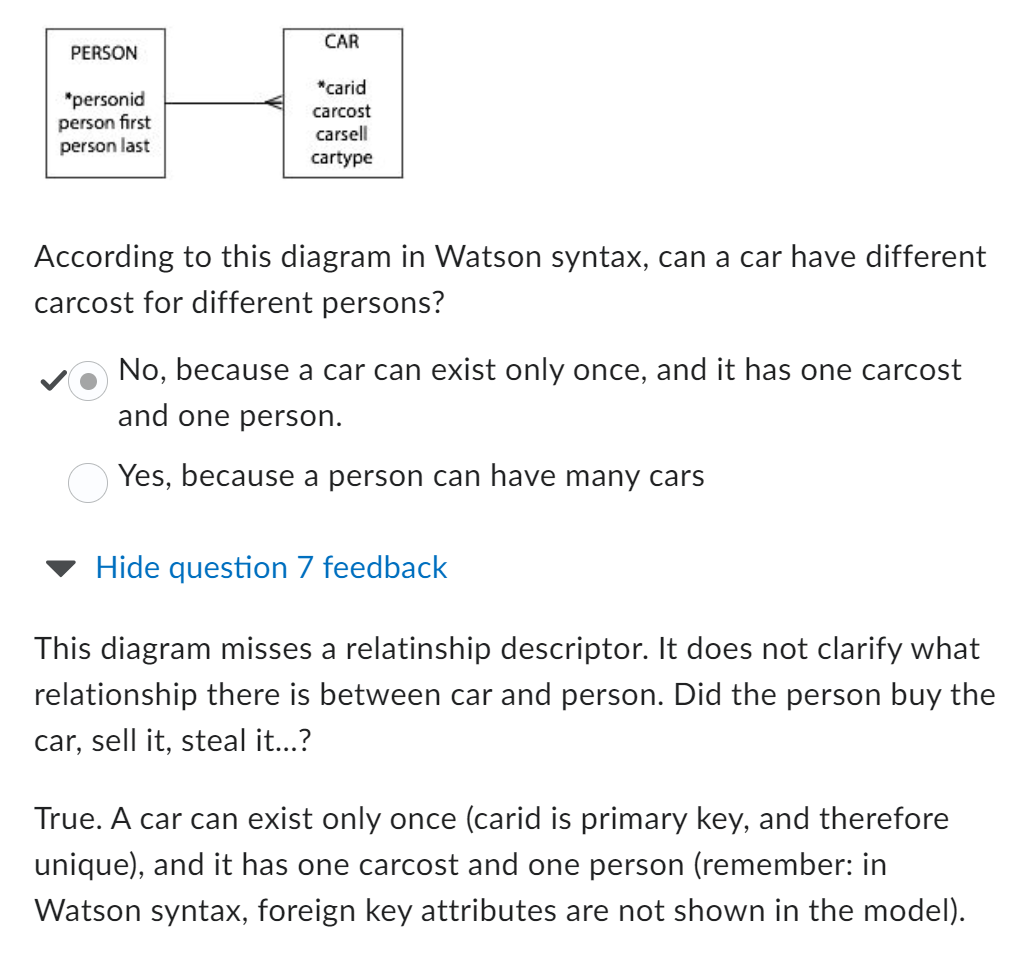 PERSON
*personid
person first
person last
CAR
*carid
carcost
carsell
cartype
According to this diagram in Watson syntax, can a car have different
carcost for different persons?
No, because a car can exist only once, and it has one carcost
and one person.
Yes, because a person can have many cars
Hide question 7 feedback
This diagram misses a relatinship descriptor. It does not clarify what
relationship there is between car and person. Did the person buy the
car, sell it, steal it...?
True. A car can exist only once (carid is primary key, and therefore
unique), and it has one carcost and one person (remember: in
Watson syntax, foreign key attributes are not shown in the model).